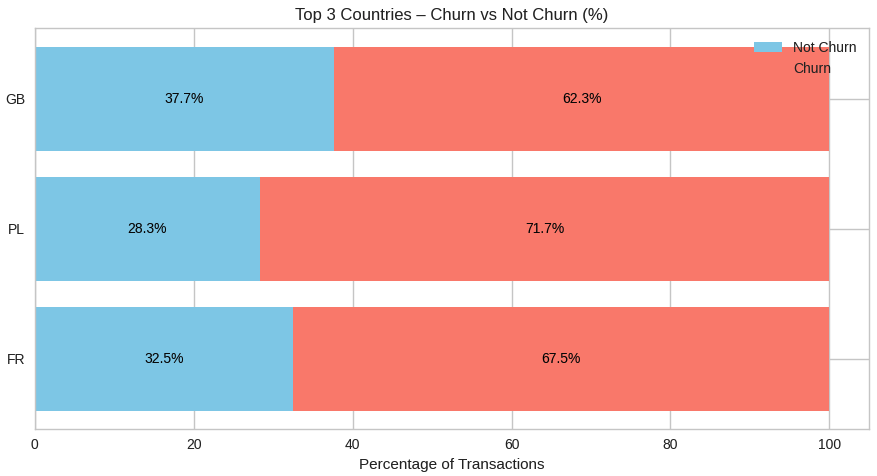 Top 3 Countries – Churn vs Not Churn (%)
Not Churn
Churn
GB
37.7%
62.3%
PL
28.3%
71.7%
FR
32.5%
67.5%
0
20
40
60
80
100
Percentage of Transactions